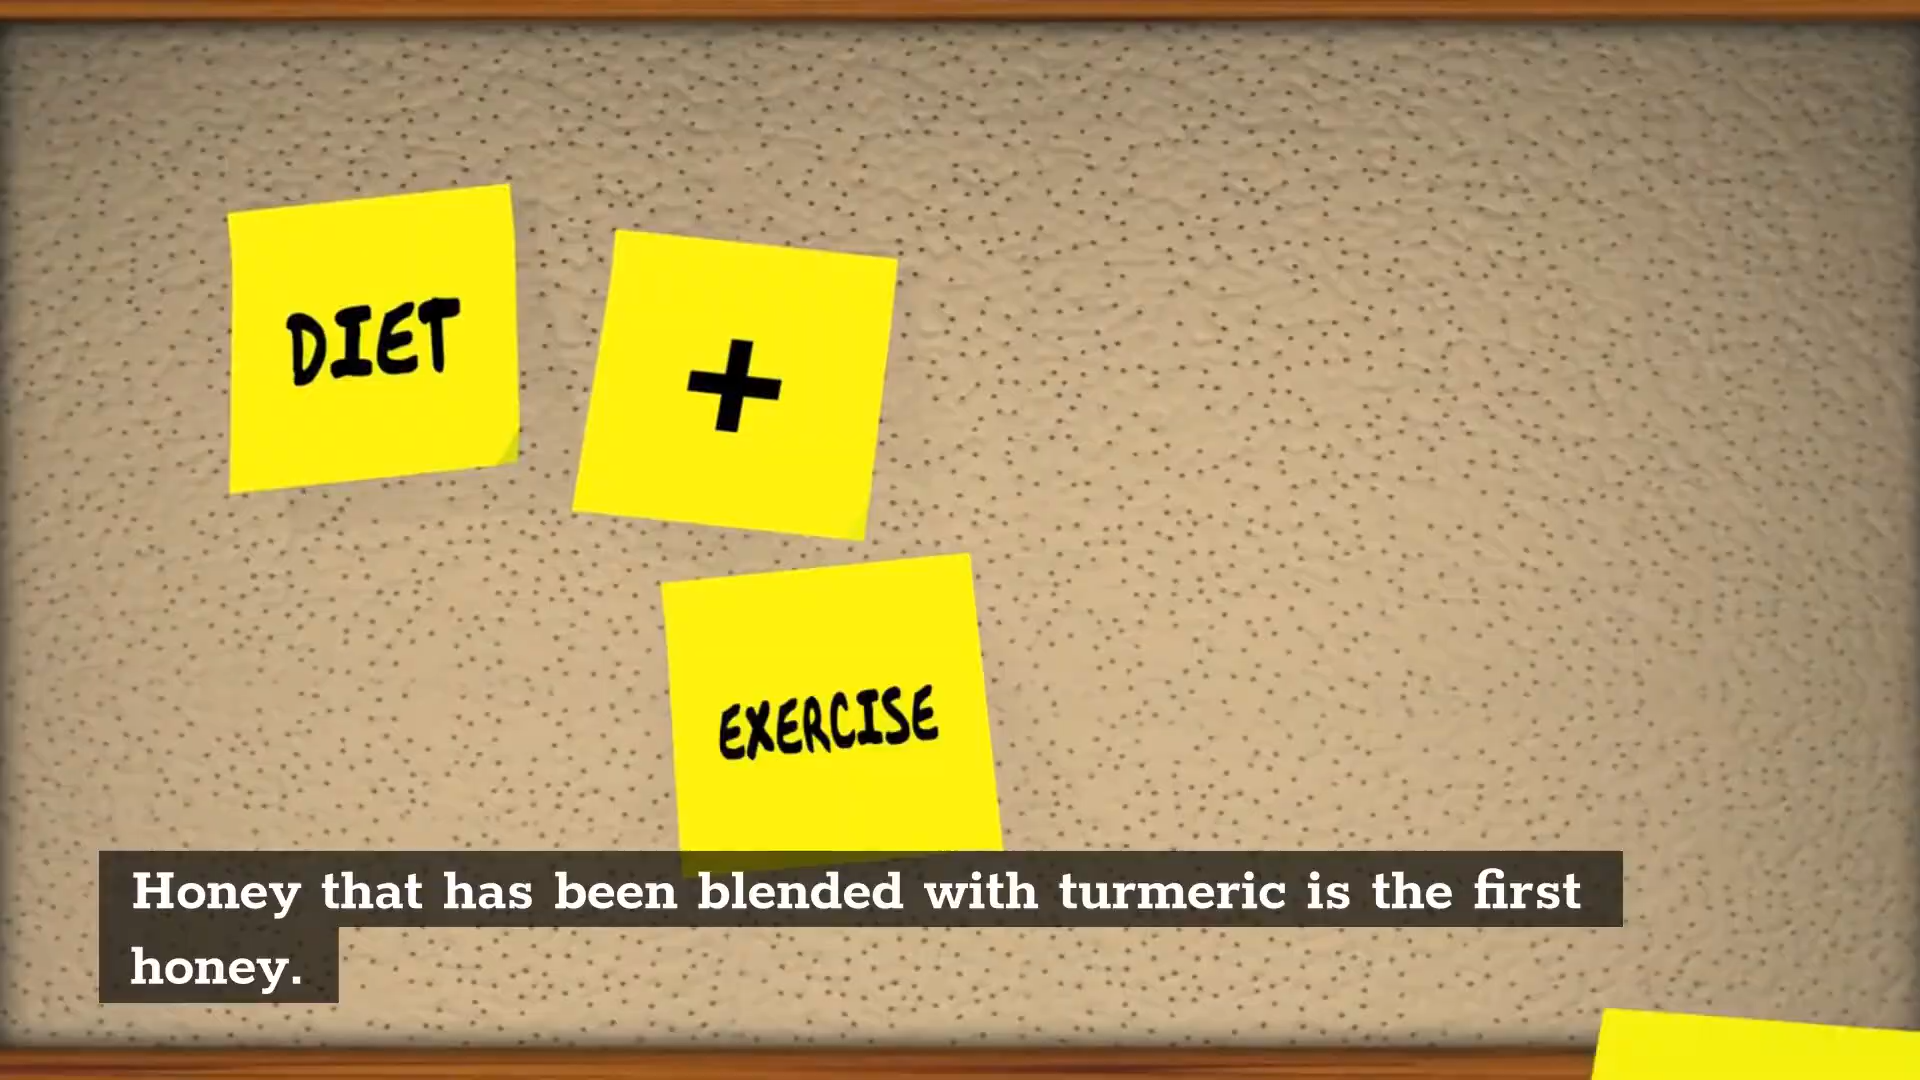 DIET
+
EXERCISE
Honey that has been blended with turmeric is the first
honey.